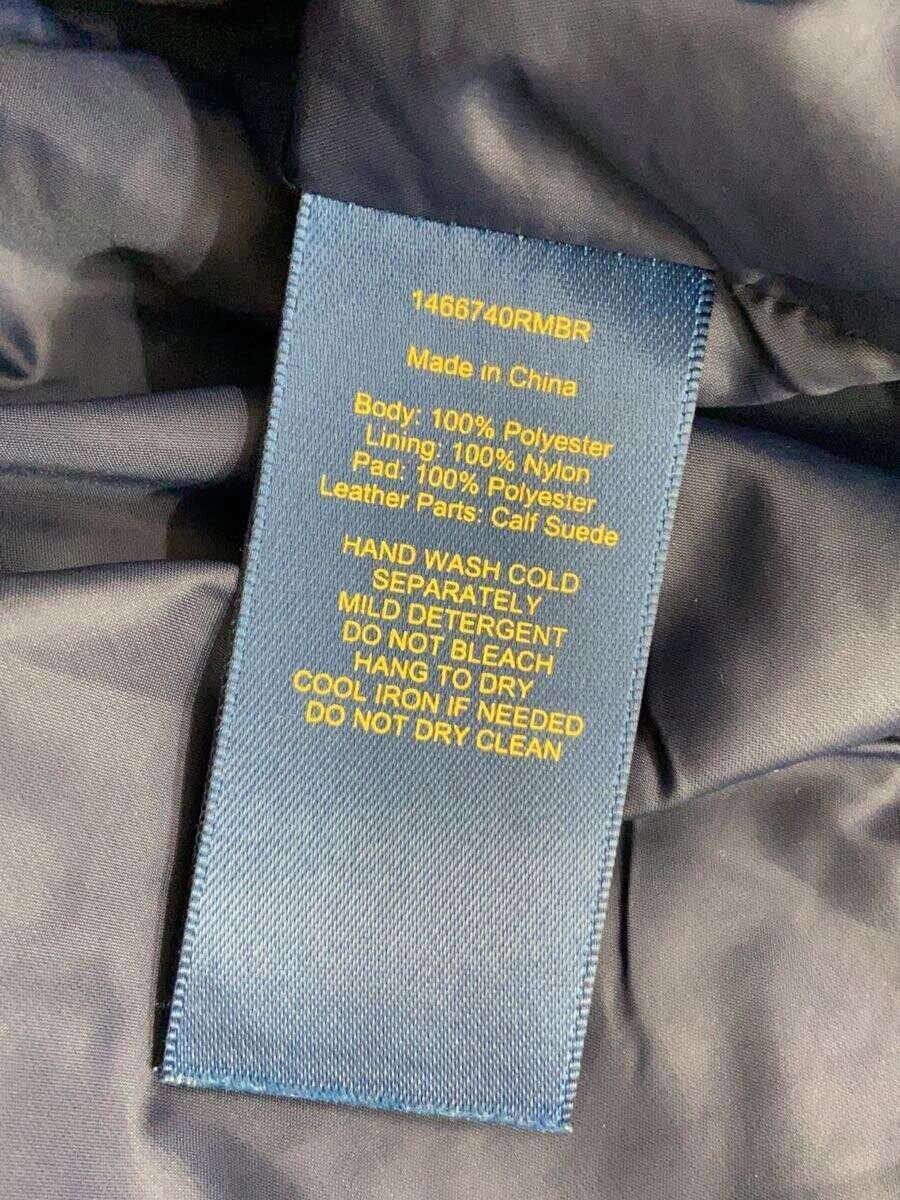 1466740RMBR
Made in China
Body: 100% Polyester
Lining: 100% Nylon
Pad: 100% Polyester
Leather Parts: Calf Suede
HAND WASH COLD
SEPARATELY
MILD DETERGENT
DO NOT BLEACH
HANG TO DRY
COOL IRON IF NEEDED
DO NOT DRY CLEAN